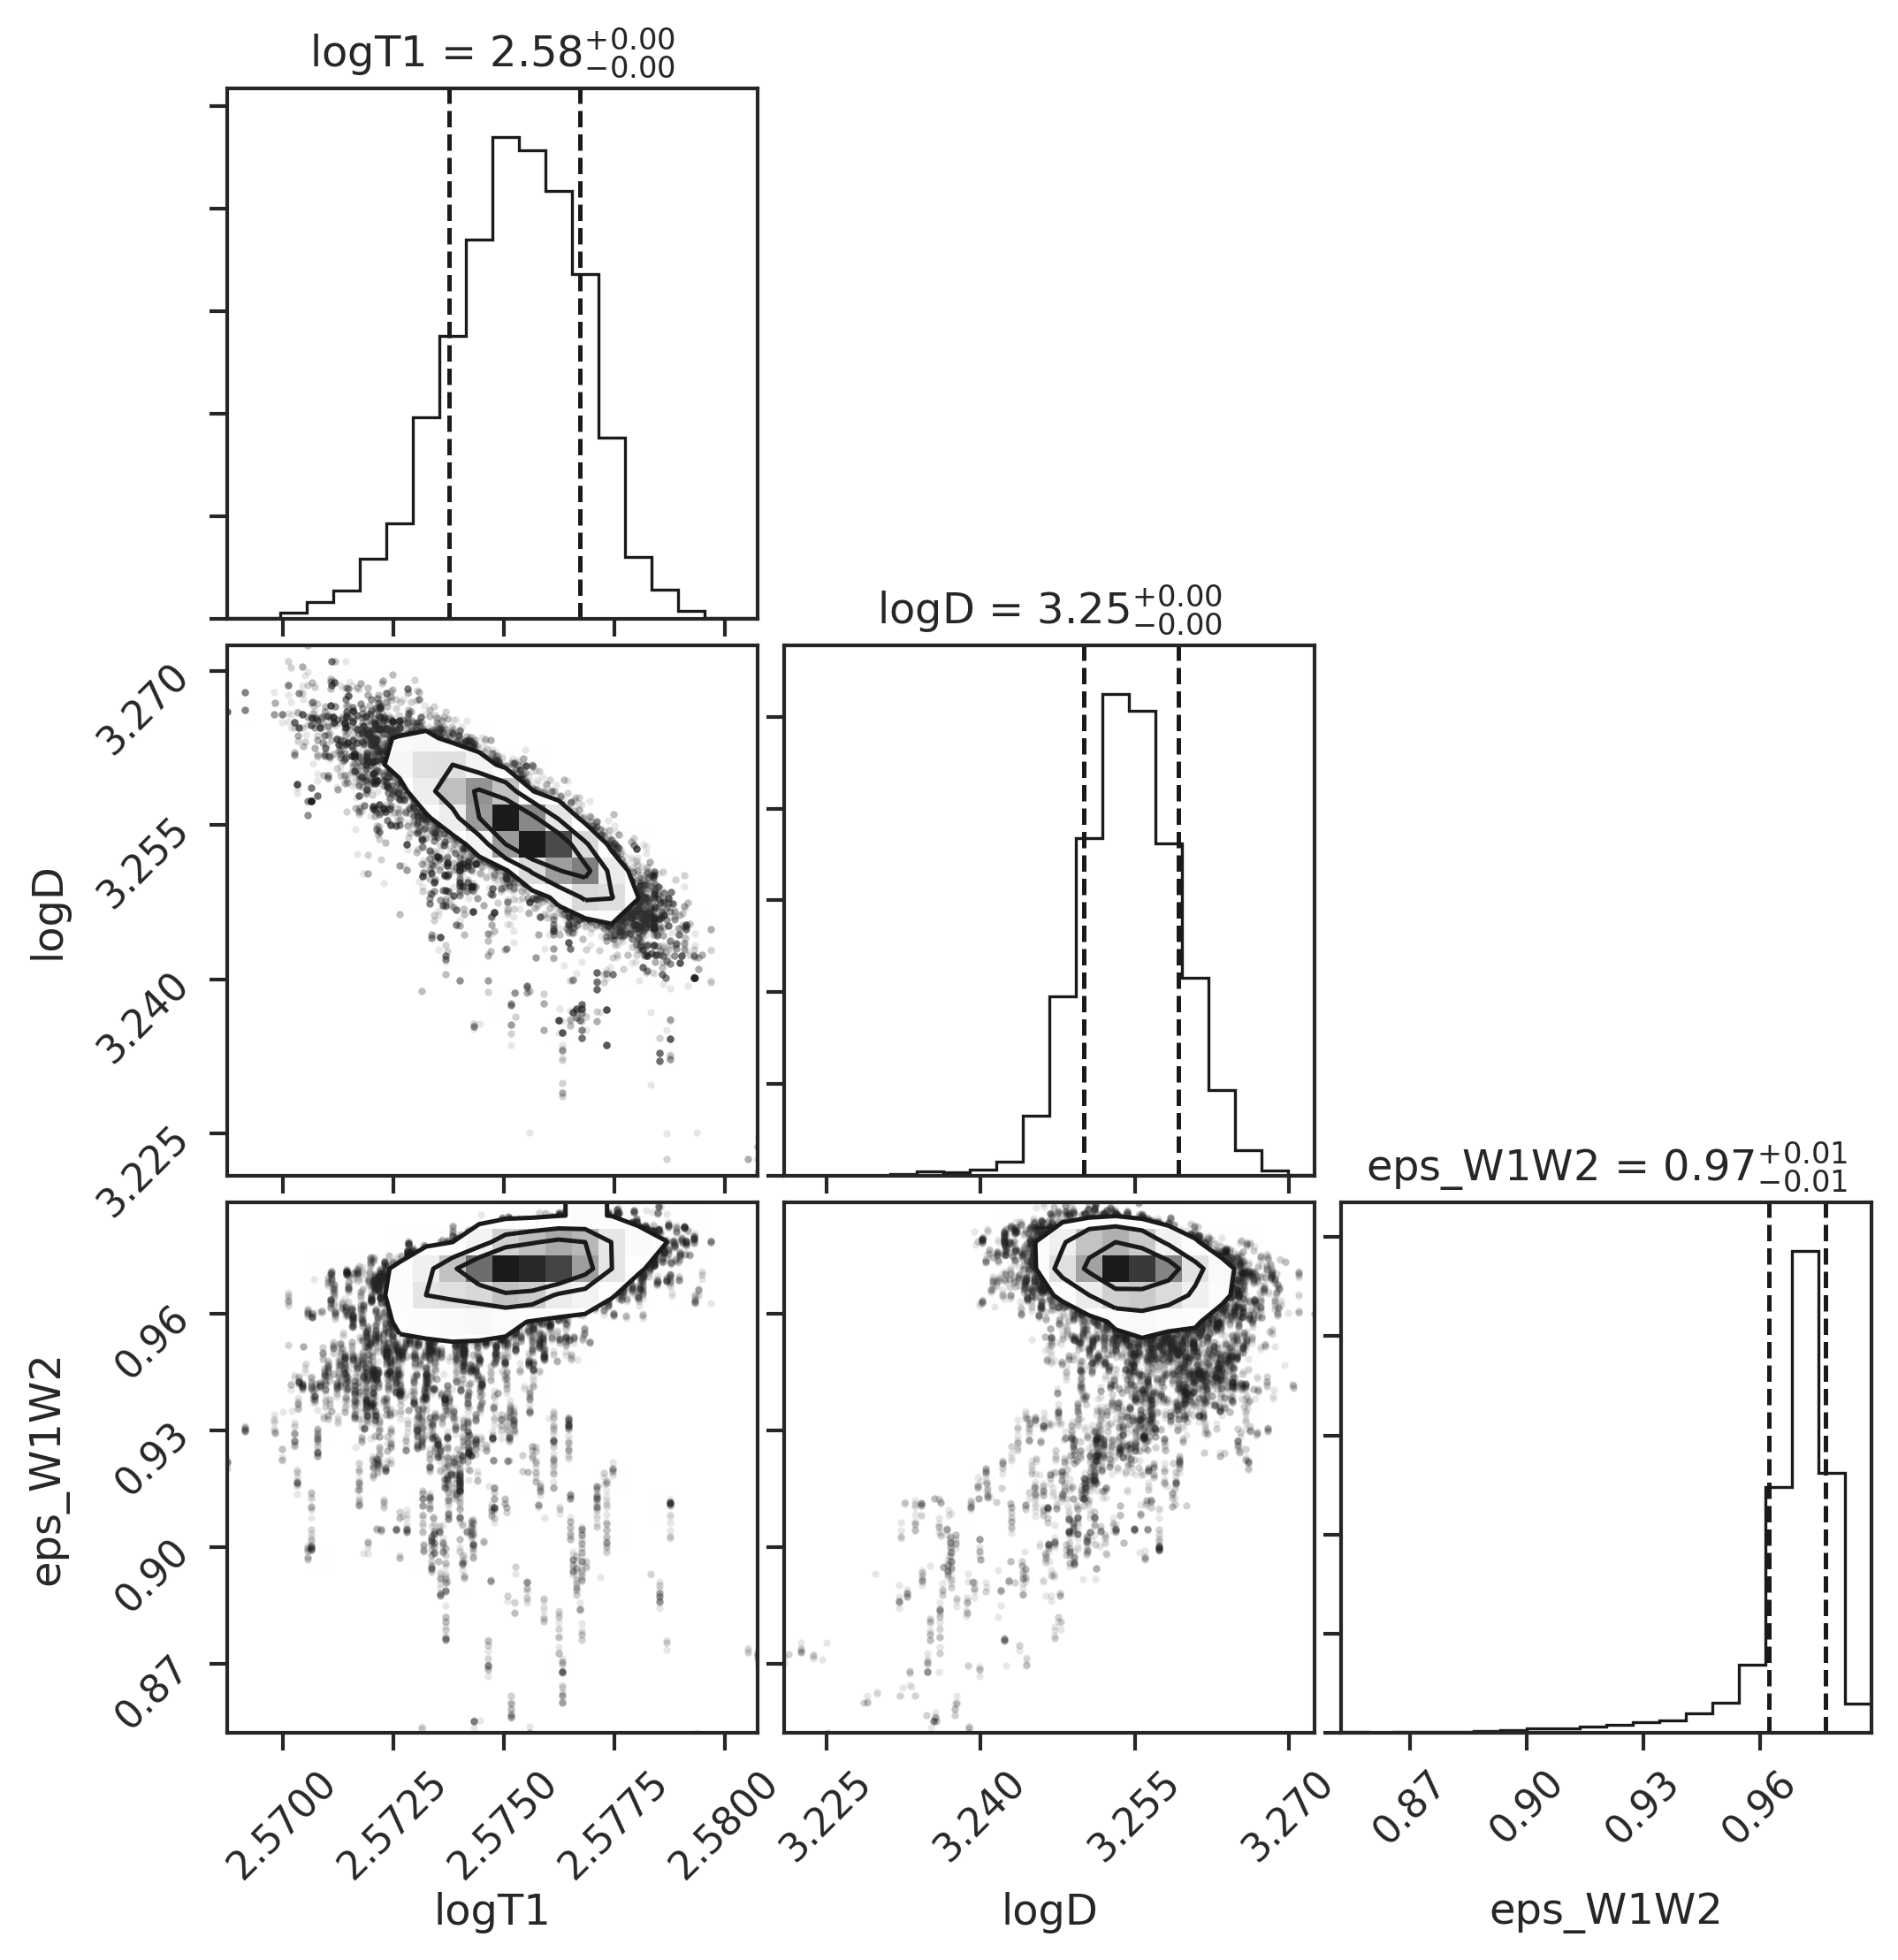 logT1 = 2.58+0.00 −0.00
logD = 3.25+0.00 −0.00
eps_W1W2 = 0.97+0.01 −0.01
logD
3.270
3.255
3.240
3.225
eps_W1W2
0.96
0.93
0.90
0.87
2.5700 2.5725 2.5750 2.5775 2.5800
logT1
3.225 3.240 3.255 3.270
logD
0.87 0.90 0.93 0.96
eps_W1W2